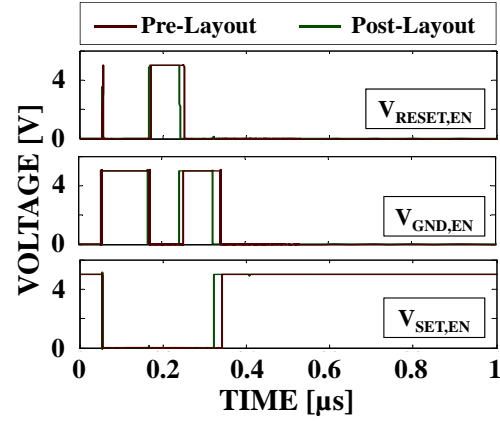 Pre-Layout Post-Layout
VOLTAGE [V]
4
0
V_RESET,EN
4
0
V_GND,EN
4
0
V_SET,EN
0 0.2 0.4 0.6 0.8 1
TIME [µs]